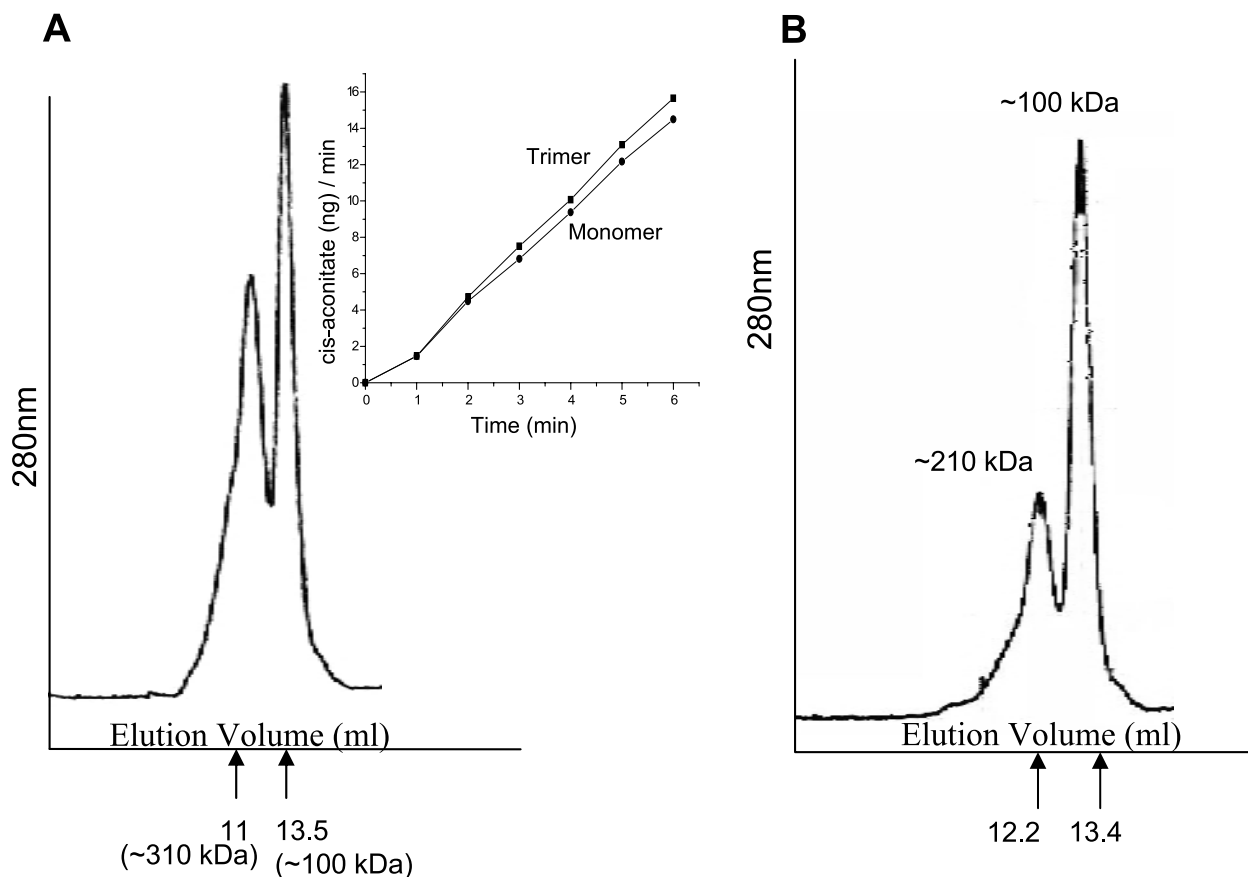 A
280nm
cis-aconitate (ng) / min
16
14
12
10
8
6
4
2
0
0 1 2 3 4 5 6
Time (min)
Trimer
Monomer
Elution Volume (ml)
11 13.5
(~310 kDa) (~100 kDa)
B
280nm
~100 kDa
~210 kDa
Elution Volume (ml)
12.2 13.4